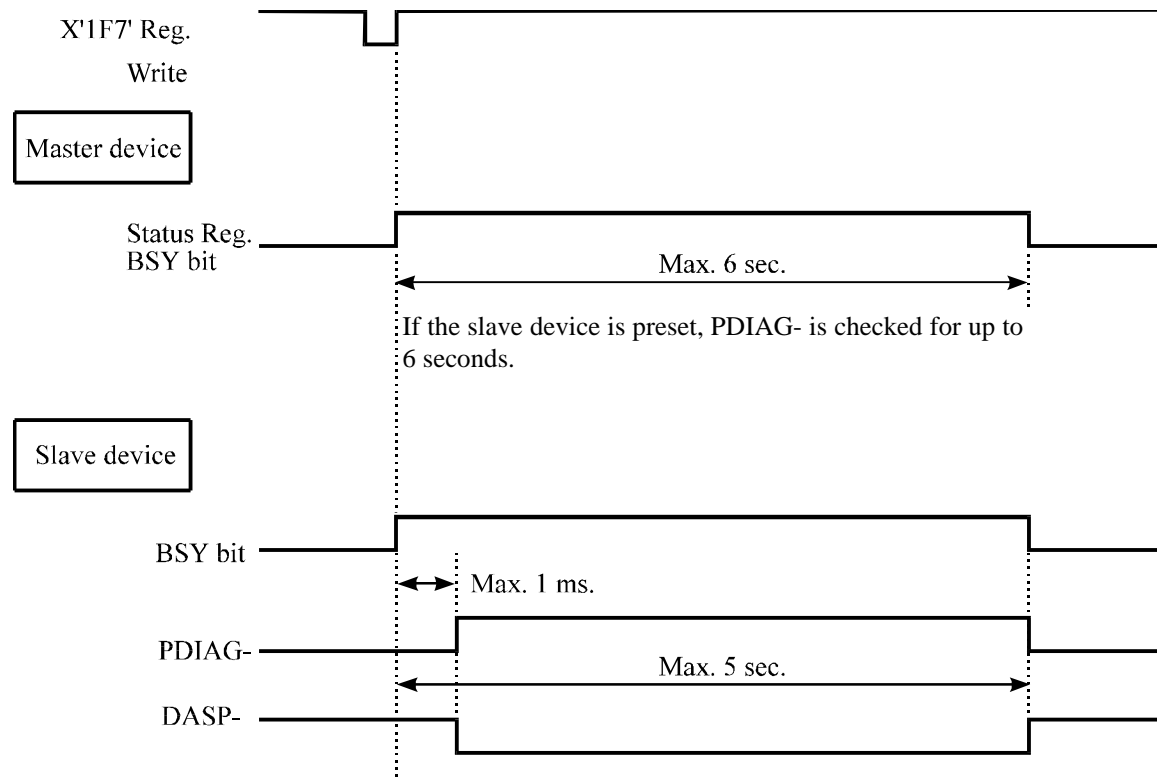 X'1F7' Reg.
Write
Master device
Status Reg.
BSY bit
Max. 6 sec.
If the slave device is preset, PDIAG- is checked for up to
6 seconds.
Slave device
BSY bit
Max. 1 ms.
PDIAG-
Max. 5 sec.
DASP-